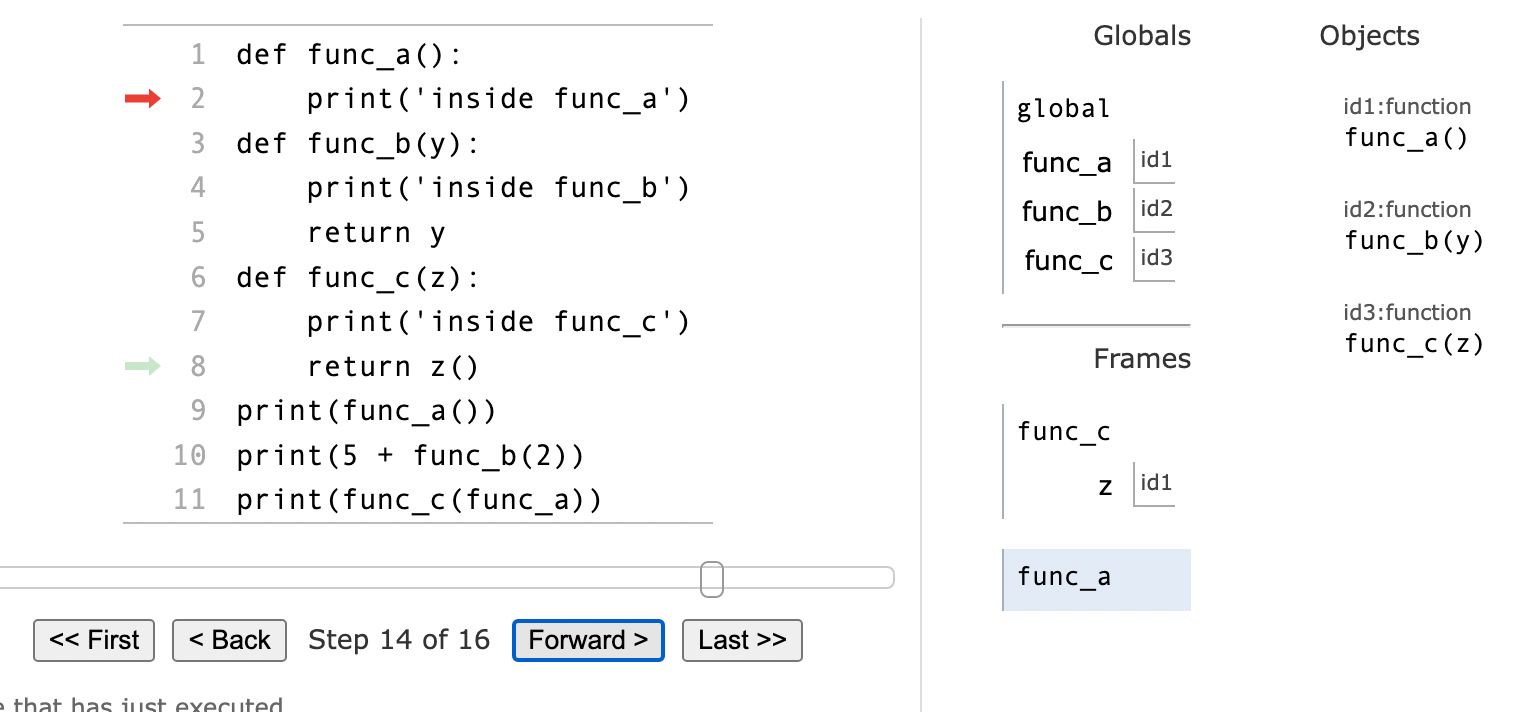 1 def func_a():
2     print('inside func_a')
3 def func_b(y):
4     print('inside func_b')
5     return y
6 def func_c(z):
7     print('inside func_c')
8     return z()
9 print(func_a())
10 print(5 + func_b(2))
11 print(func_c(func_a))
<< First < Back Step 14 of 16 Forward > Last >>
that has just executed
Globals
global
func_a id1
func_b id2
func_c id3
Frames
func_c
z id1
func_a
Objects
id1:function
func_a()
id2:function
func_b(y)
id3:function
func_c(z)